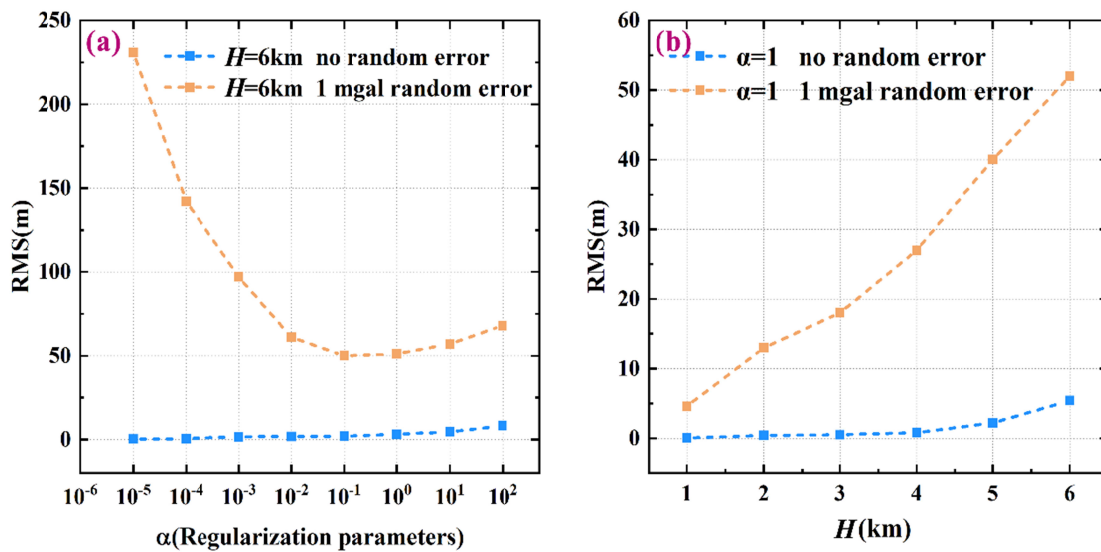 (a)
H=6km no random error
H=6km 1 mgal random error
RMS(m)
250
200
150
100
50
0
10-6 10-5 10-4 10-3 10-2 10-1 100 101 102
α(Regularization parameters)
(b)
α=1 no random error
α=1 1 mgal random error
RMS(m)
60
50
40
30
20
10
0
1 2 3 4 5 6
H(km)